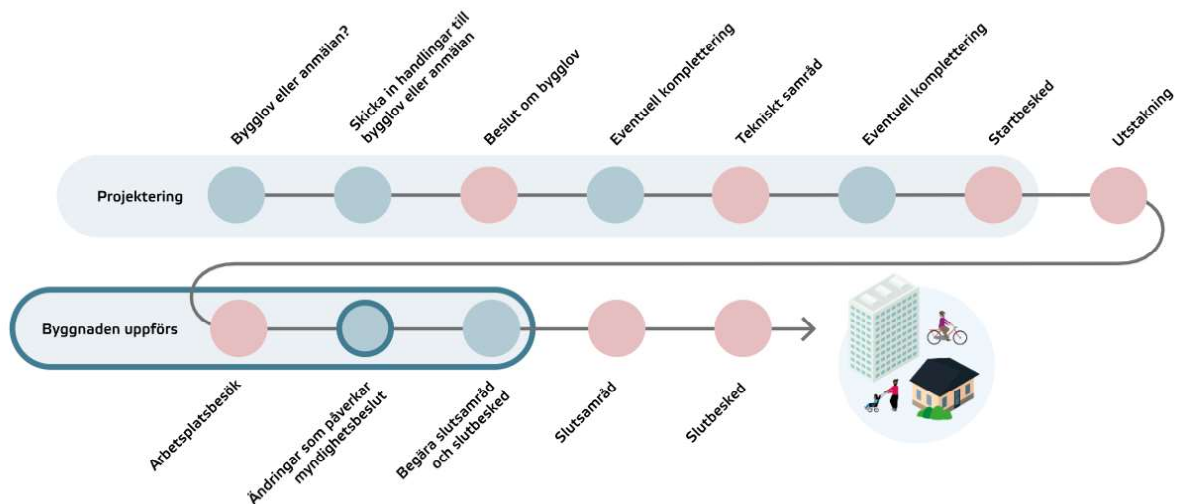 Bygglov eller anmälan?
Skicka in handlingar till
bygglov eller anmälan
Beslut om bygglov
Eventuell komplettering
Tekniskt samråd
Eventuell komplettering
Startbesked
Utstakning
Projektering
Byggnaden uppförs
Arbetsplatsbesök
Ändringar som påverkar
myndighetsbeslut
Begära slutsamråd
och slutbesked
Slutsamråd
Slutbesked